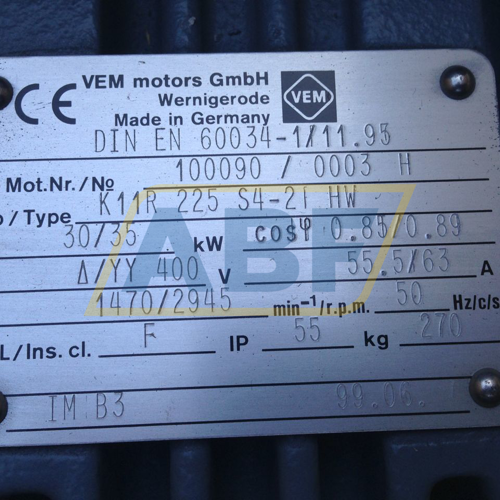 CE VEM motors GmbH VEM
Wernigerode
Made in Germany
DIN EN 60034-1/11.95
Mot.Nr./No 100090 / 0003 H
/Type K11R 225 S4-2T HW
30/35 kW cosφ 0.85/0.89
Δ/YY 400 V 55.5/63 A
1470/2945 min-1/r.p.m. 50 Hz/c/s
L/Ins. cl. F IP 55 kg 270
IM B3 99.06.
ABF